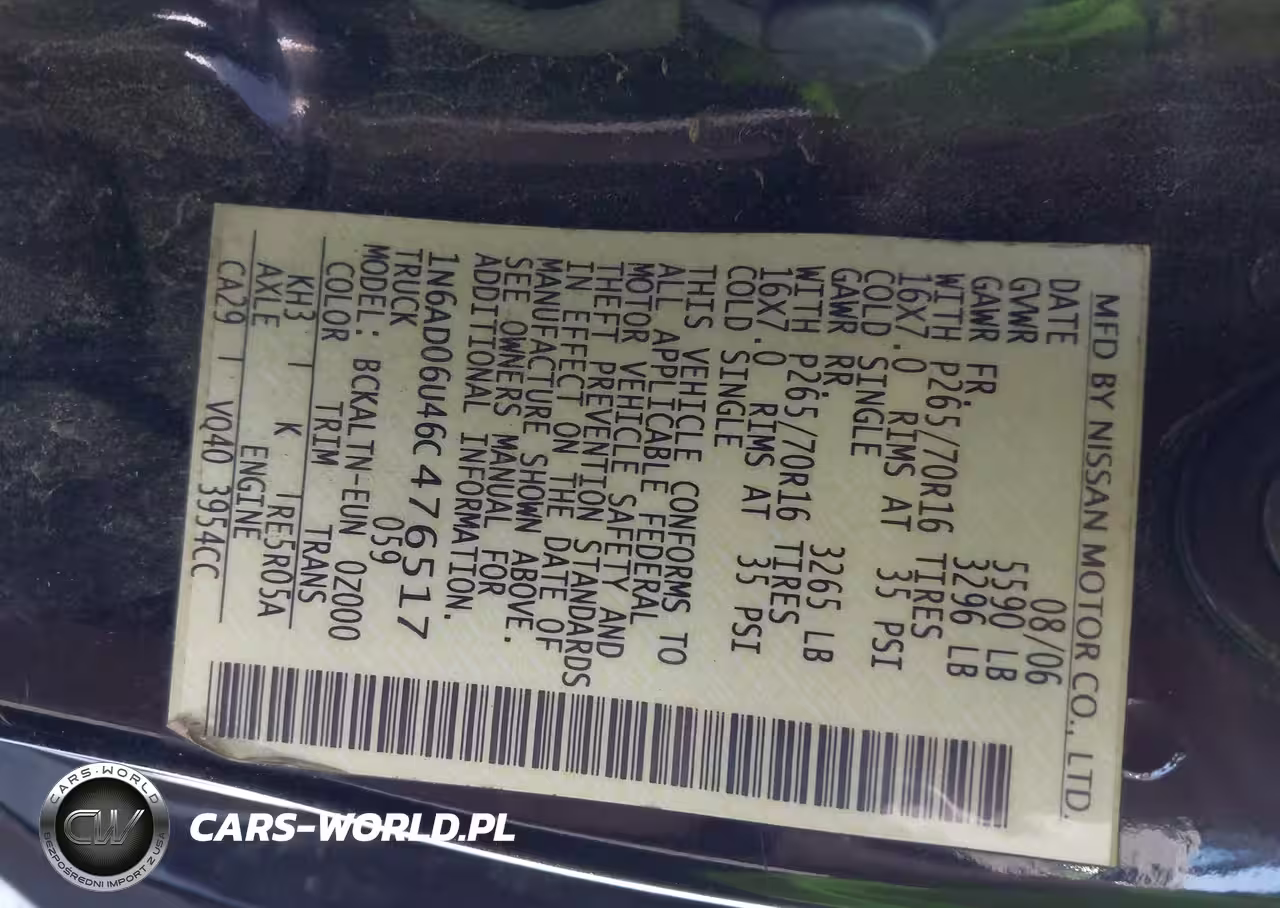 MFD BY NISSAN MOTOR CO., LTD.
DATE 08/06
GVWR 5590 LB
GAWR FR. 3296 LB
WITH P265/70R16 TIRES
16X7.0 RIMS AT 35 PSI
COLD SINGLE
GAWR RR. 3265 LB
WITH P265/70R16 TIRES
16X7.0 RIMS AT 35 PSI
COLD SINGLE
THIS VEHICLE CONFORMS TO
ALL APPLICABLE FEDERAL
MOTOR VEHICLE SAFETY AND
THEFT PREVENTION STANDARDS
IN EFFECT ON THE DATE OF
MANUFACTURE SHOWN ABOVE.
SEE OWNERS MANUAL FOR
ADDITIONAL INFORMATION.
1N6AD06U46C476517
TRUCK 059
MODEL: BCKALTN-EUN 0Z000
COLOR TRIM TRANS
KH3 K TRE5R05A
AXLE ENGINE
CA29 VQ40 3954CC
CARS-WORLD
CW
BEZPOŚREDNI IMPORT Z USA
CARS-WORLD.PL